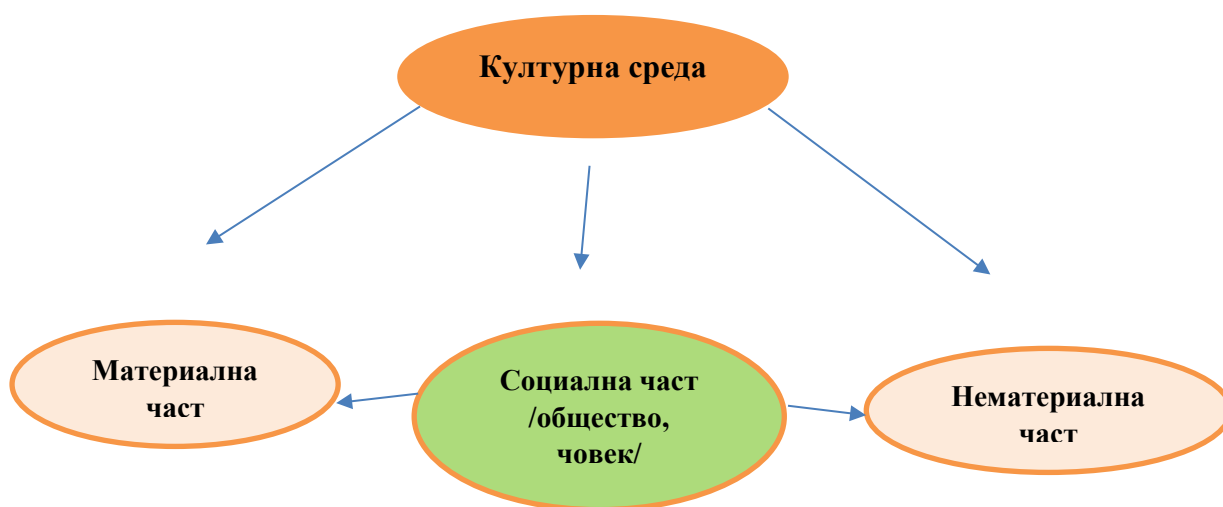 Културна среда
Материална
част
Социална част
/общество,
човек/
Нематериална
част